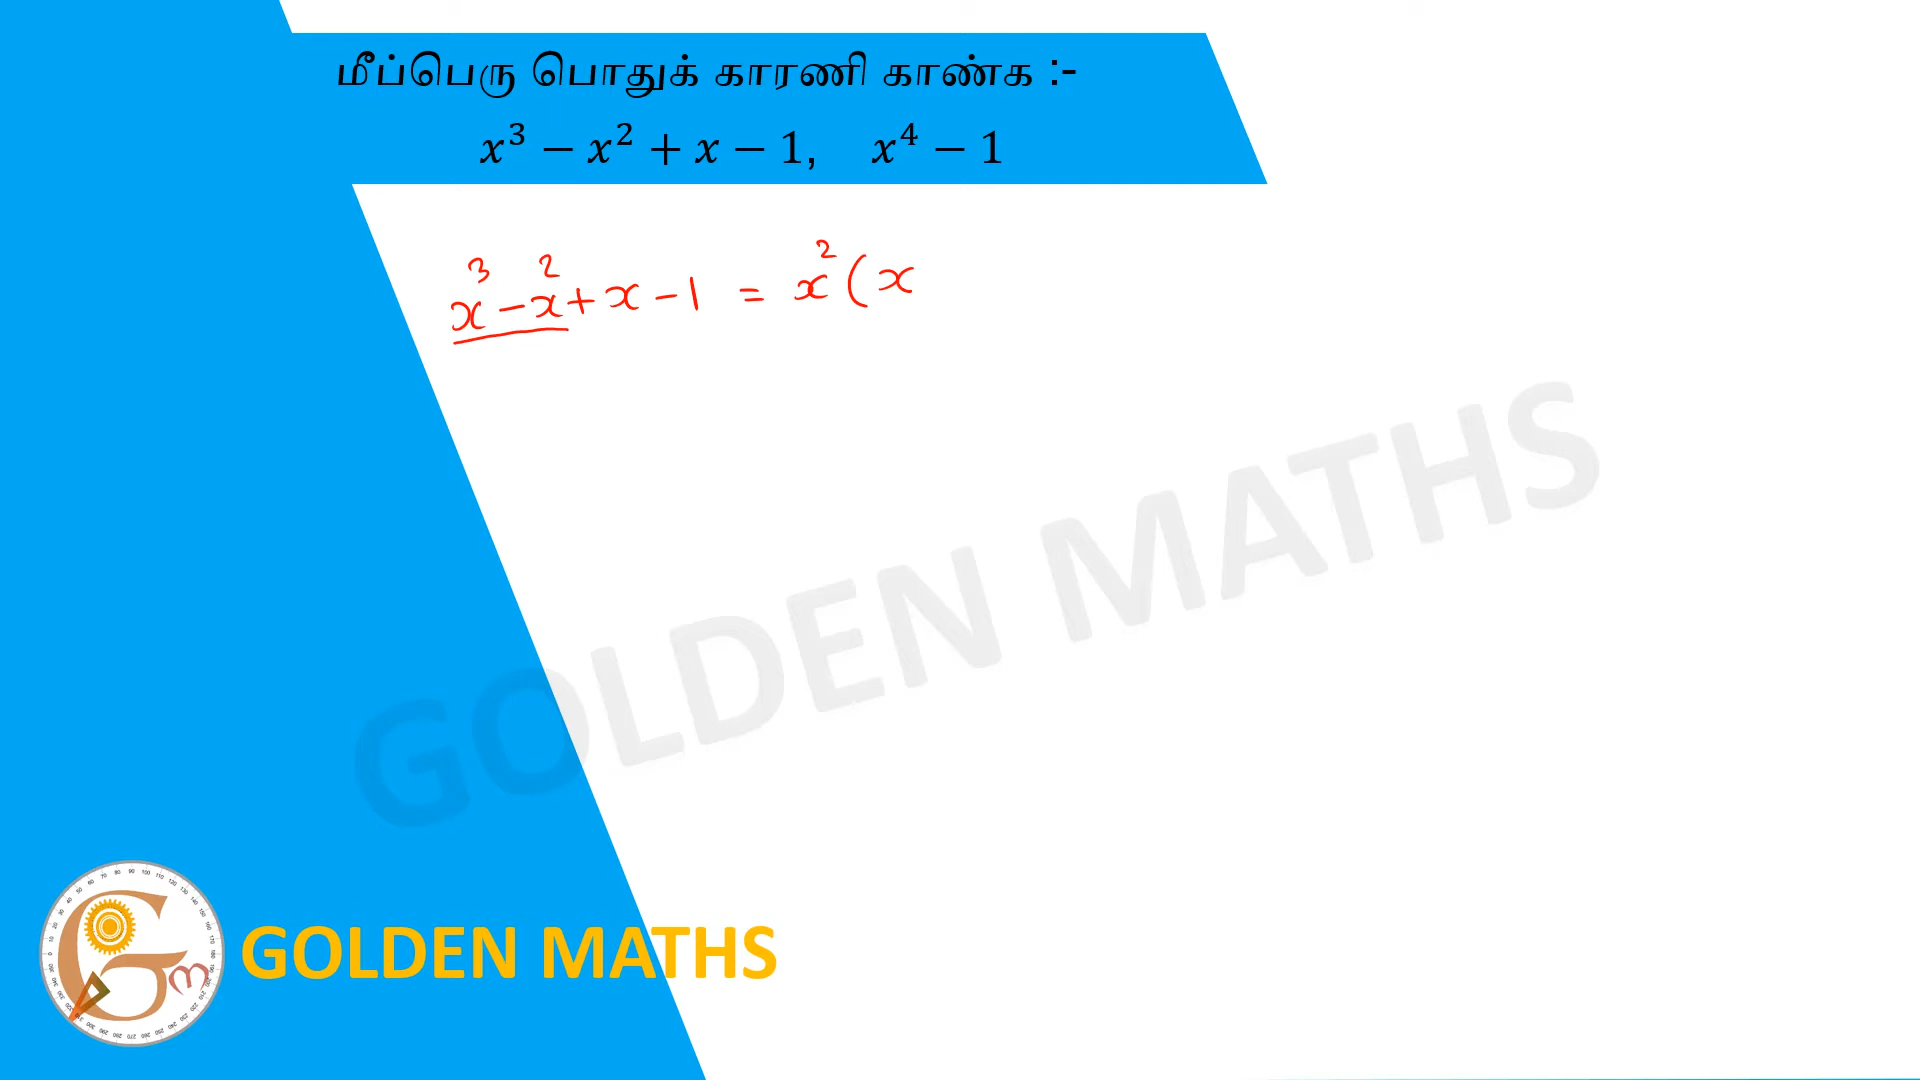 மீப்பெரு பொதுக் காரணி காண்க :-
x³ − x² + x − 1, x⁴ − 1
x³ − x² + x − 1 = x² ( x
GOLDEN MATHS
GOLDEN MATHS